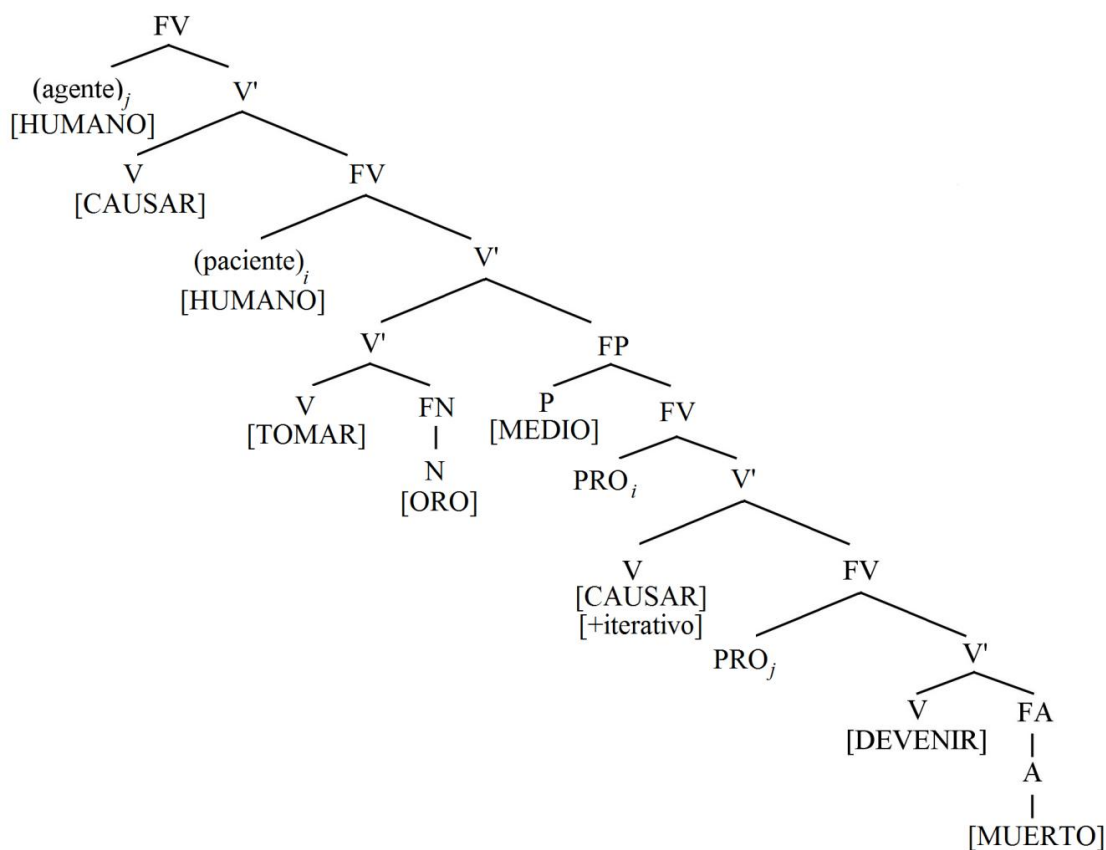 FV
(agente)j V'
[HUMANO]
V FV
[CAUSAR]
(paciente)i V'
[HUMANO]
V' FP
V FN P FV
[TOMAR] [MEDIO]
N PROi V'
[ORO]
V FV
[CAUSAR]
[+iterativo]
PROj V'
V FA
[DEVENIR]
A
[MUERTO]